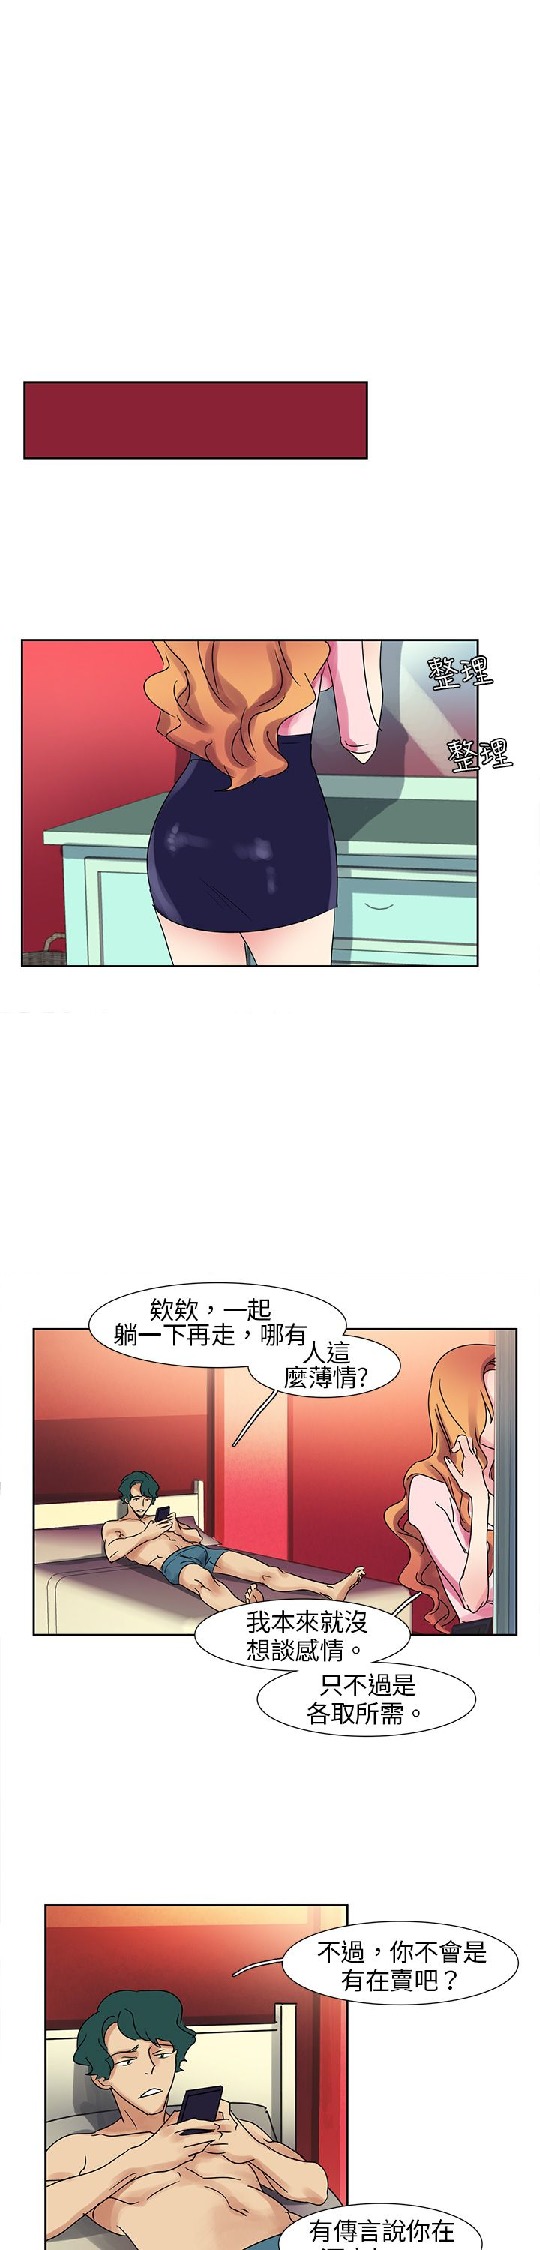 整理
整理
欸欸，一起
躺一下再走，哪有
人這
麼薄情?
我本來就沒
想談感情。
只不過是
各取所需。
不過，你不會是
有在賣吧？
有傳言說你在